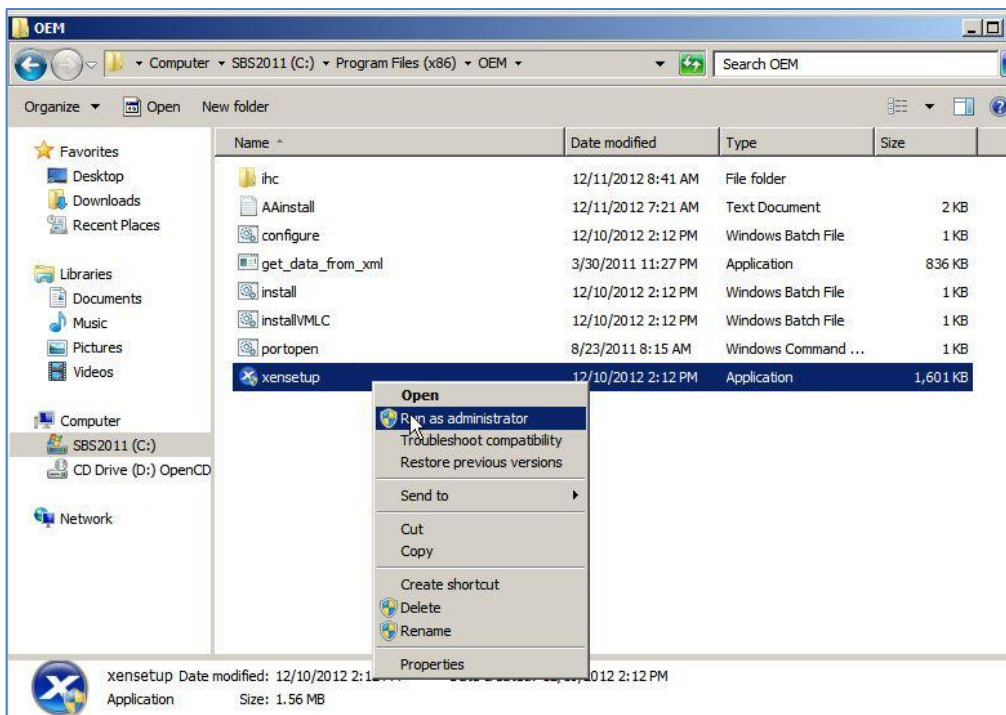 OEM
Computer SBS2011 (C:) Program Files (x86) OEM Search OEM
Organize Open New folder
Name Date modified Type Size
Favorites
Desktop
Downloads
Recent Places
Libraries
Documents
Music
Pictures
Videos
Computer
SBS2011 (C:)
CD Drive (D:) OpenCD
Network
ihc 12/11/2012 8:41 AM File folder
AAinstall 12/11/2012 7:21 AM Text Document 2 KB
configure 12/10/2012 2:12 PM Windows Batch File 1 KB
get_data_from_xml 3/30/2011 11:27 PM Application 836 KB
install 12/10/2012 2:12 PM Windows Batch File 1 KB
installVMLC 12/10/2012 2:12 PM Windows Batch File 1 KB
portopen 8/23/2011 8:15 AM Windows Command ... 1 KB
xensetup 12/10/2012 2:12 PM Application 1,601 KB
Open
Run as administrator
Troubleshoot compatibility
Restore previous versions
Send to
Cut
Copy
Create shortcut
Delete
Rename
Properties
xensetup Date modified: 12/10/2012 2:12 PM
Application Size: 1.56 MB